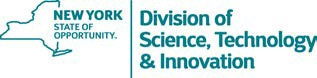 NEW YORK
STATE OF
OPPORTUNITY.
Division of
Science, Technology
& Innovation